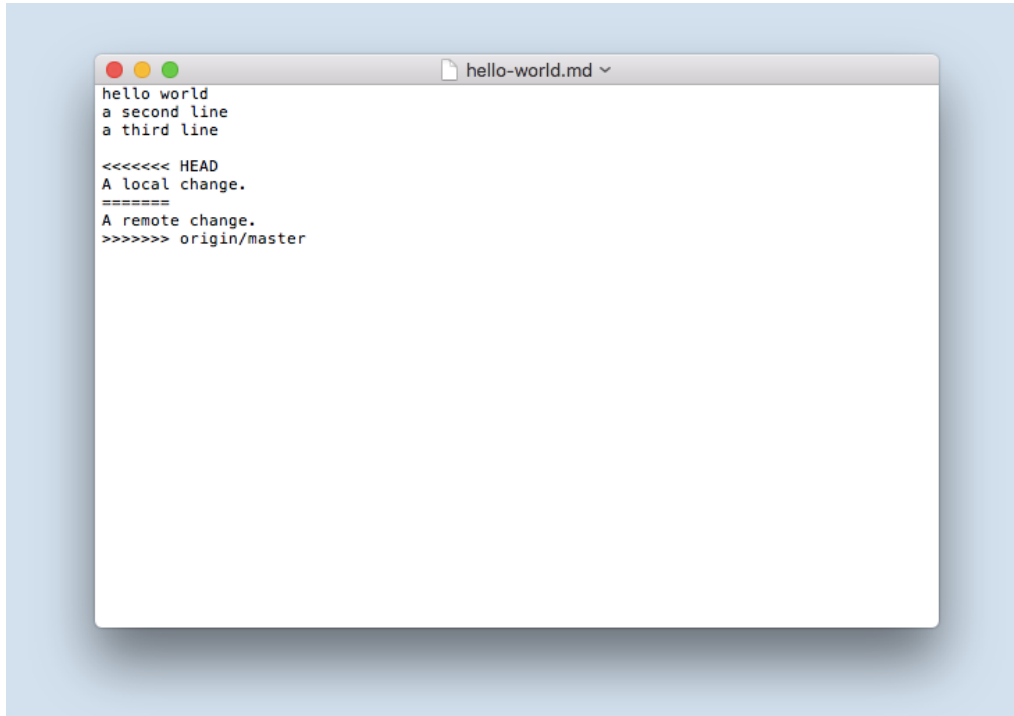 hello-world.md
hello world
a second line
a third line

<<<<<<< HEAD
A local change.
=======
A remote change.
>>>>>>> origin/master